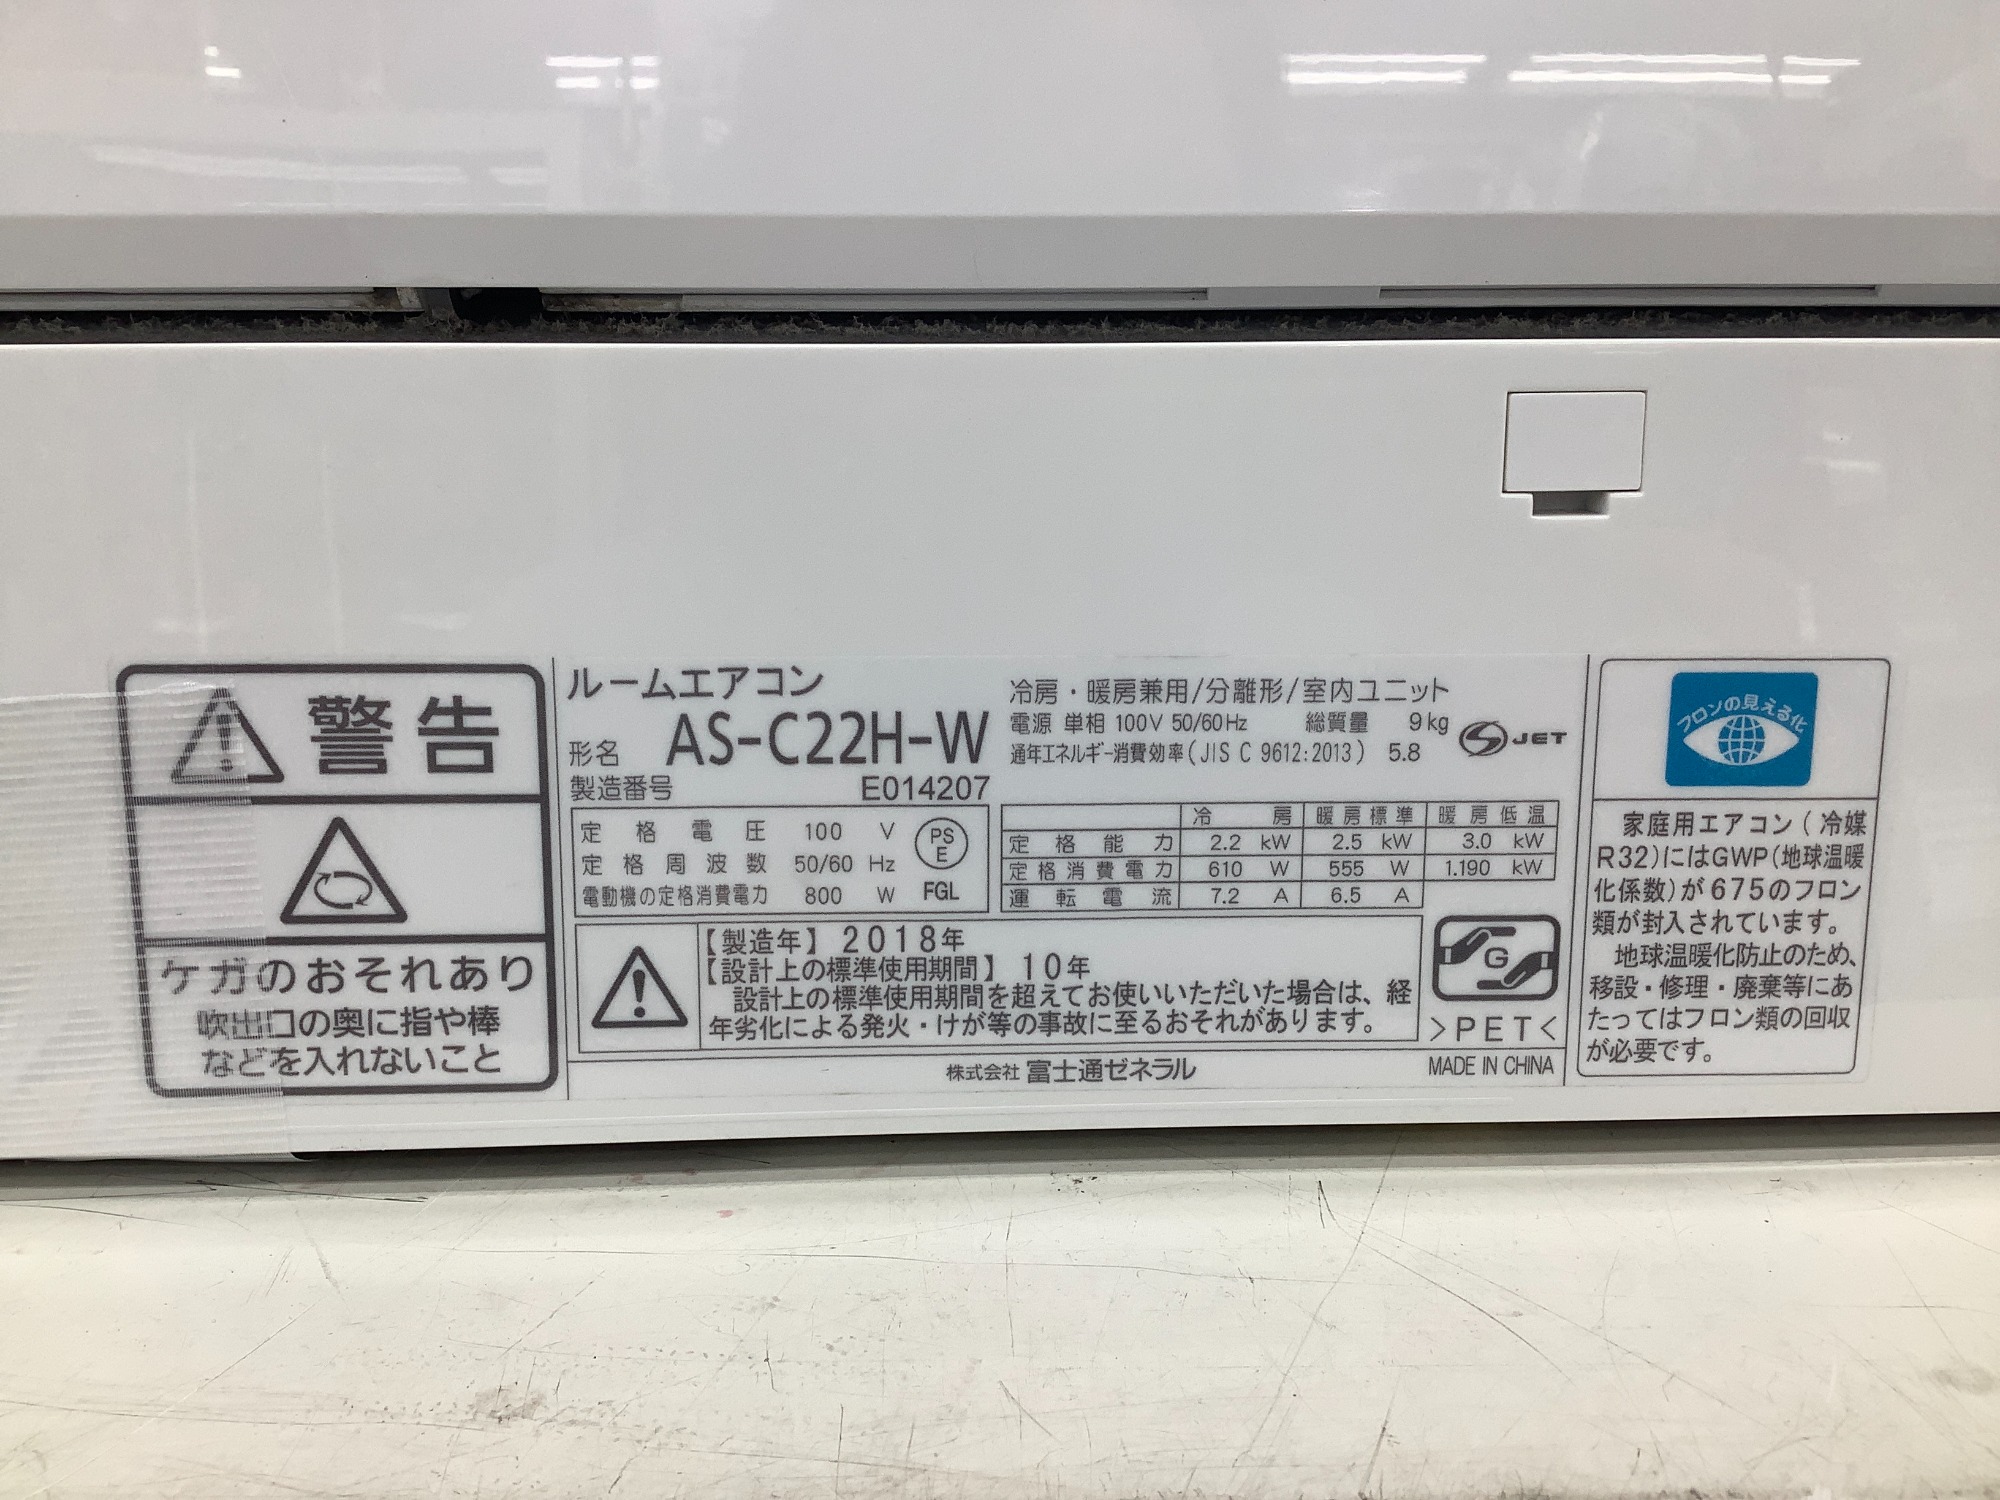 警告
ケガのおそれあり
吹出口の奥に指や棒
などを入れないこと
ルームエアコン
形名 AS-C22H-W
製造番号 E014207
定格電圧 100 V
定格周波数 50/60 Hz
電動機の定格消費電力 800 W
PS
E
FGL
冷房・暖房兼用/分離形/室内ユニット
電源 単相 100V 50/60Hz 総質量 9kg
通年エネルギー消費効率(JIS C 9612:2013) 5.8
S JET
冷房 暖房標準 暖房低温
定格能力 2.2 kW 2.5 kW 3.0 kW
定格消費電力 610 W 555 W 1.190 kW
運転電流 7.2 A 6.5 A
【製造年】2018年
【設計上の標準使用期間】10年
設計上の標準使用期間を超えてお使いいただいた場合は、経
年劣化による発火・けが等の事故に至るおそれがあります。
G
>PET<
株式会社 富士通ゼネラル
MADE IN CHINA
フロンの見える化
家庭用エアコン(冷媒
R32)にはGWP(地球温暖
化係数)が675のフロン
類が封入されています。
地球温暖化防止のため、
移設・修理・廃棄等にあ
たってはフロン類の回収
が必要です。